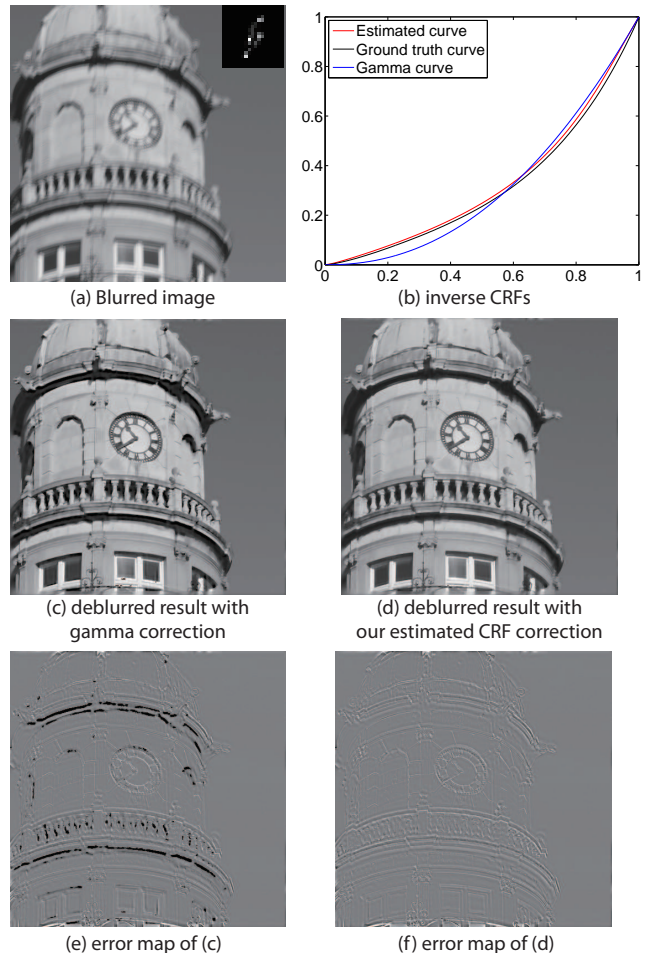 Estimated curve
Ground truth curve
Gamma curve
1
0.8
0.6
0.4
0.2
0
0 0.2 0.4 0.6 0.8 1
(a) Blurred image
(b) inverse CRFs
(c) deblurred result with
gamma correction
(d) deblurred result with
our estimated CRF correction
(e) error map of (c)
(f) error map of (d)